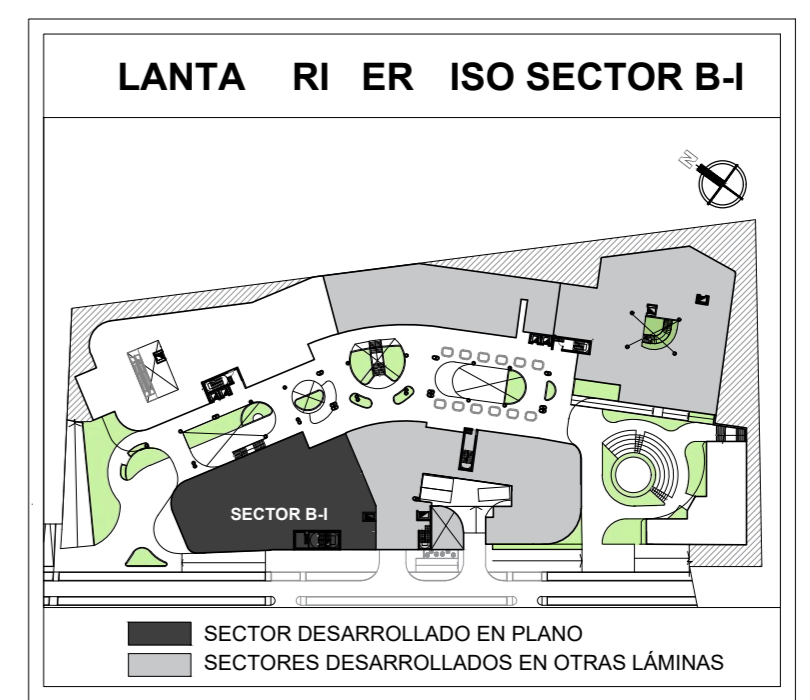 LANTA RI ER ISO SECTOR B-I
N
SECTOR B-I
SECTOR DESARROLLADO EN PLANO
SECTORES DESARROLLADOS EN OTRAS LÁMINAS